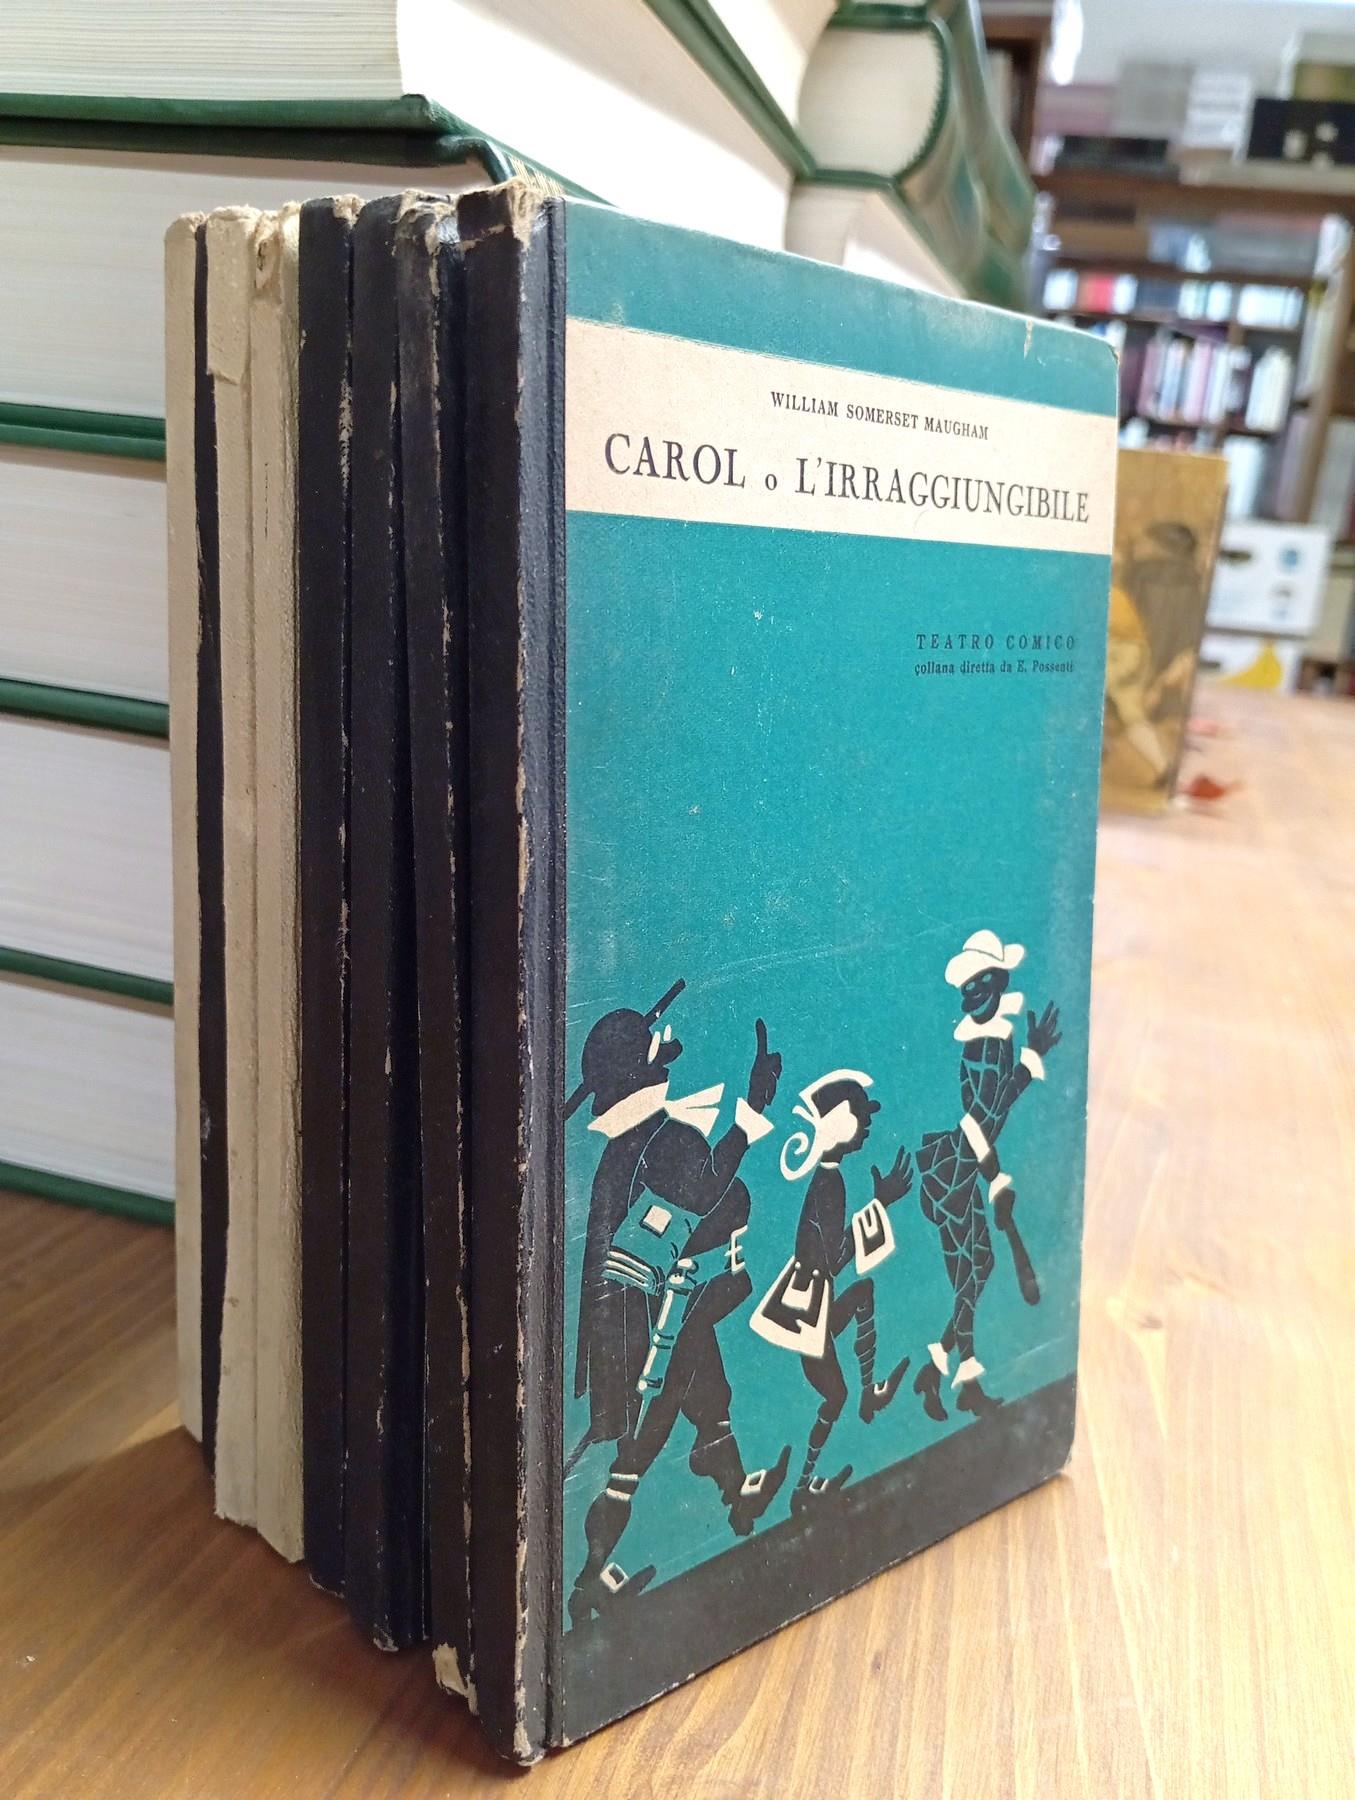 WILLIAM SOMERSET MAUGHAM
CAROL o L'IRRAGGIUNGIBILE
TEATRO COMICO
collana diretta da E. Possenti